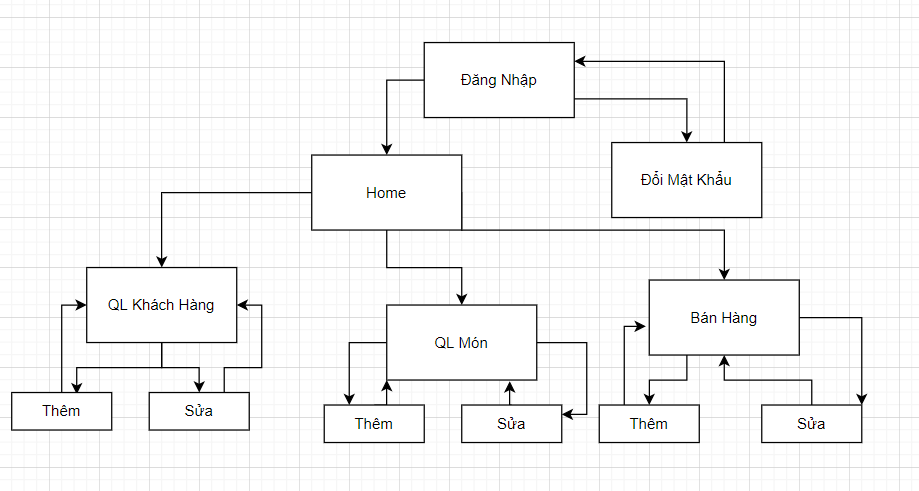 Đăng Nhập
Đổi Mật Khẩu
Home
QL Khách Hàng
QL Món
Bán Hàng
Thêm
Sửa
Thêm
Sửa
Thêm
Sửa